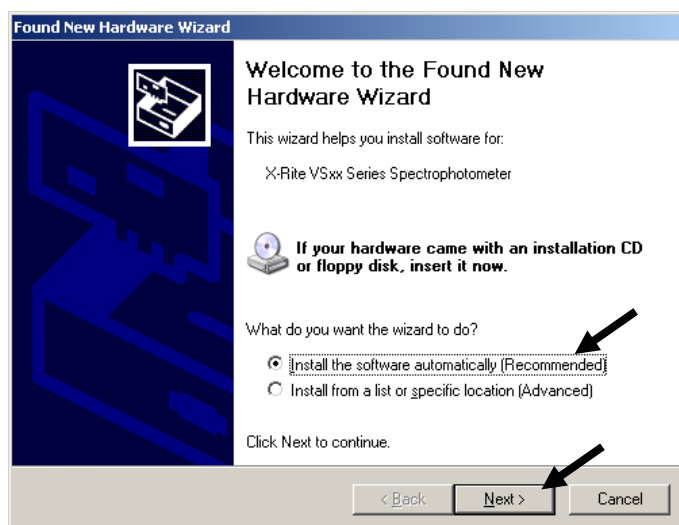 Found New Hardware Wizard
Welcome to the Found New
Hardware Wizard
This wizard helps you install software for:
X-Rite VSxx Series Spectrophotometer
If your hardware came with an installation CD
or floppy disk, insert it now.
What do you want the wizard to do?
Install the software automatically (Recommended)
Install from a list or specific location (Advanced)
Click Next to continue.
< Back Next > Cancel